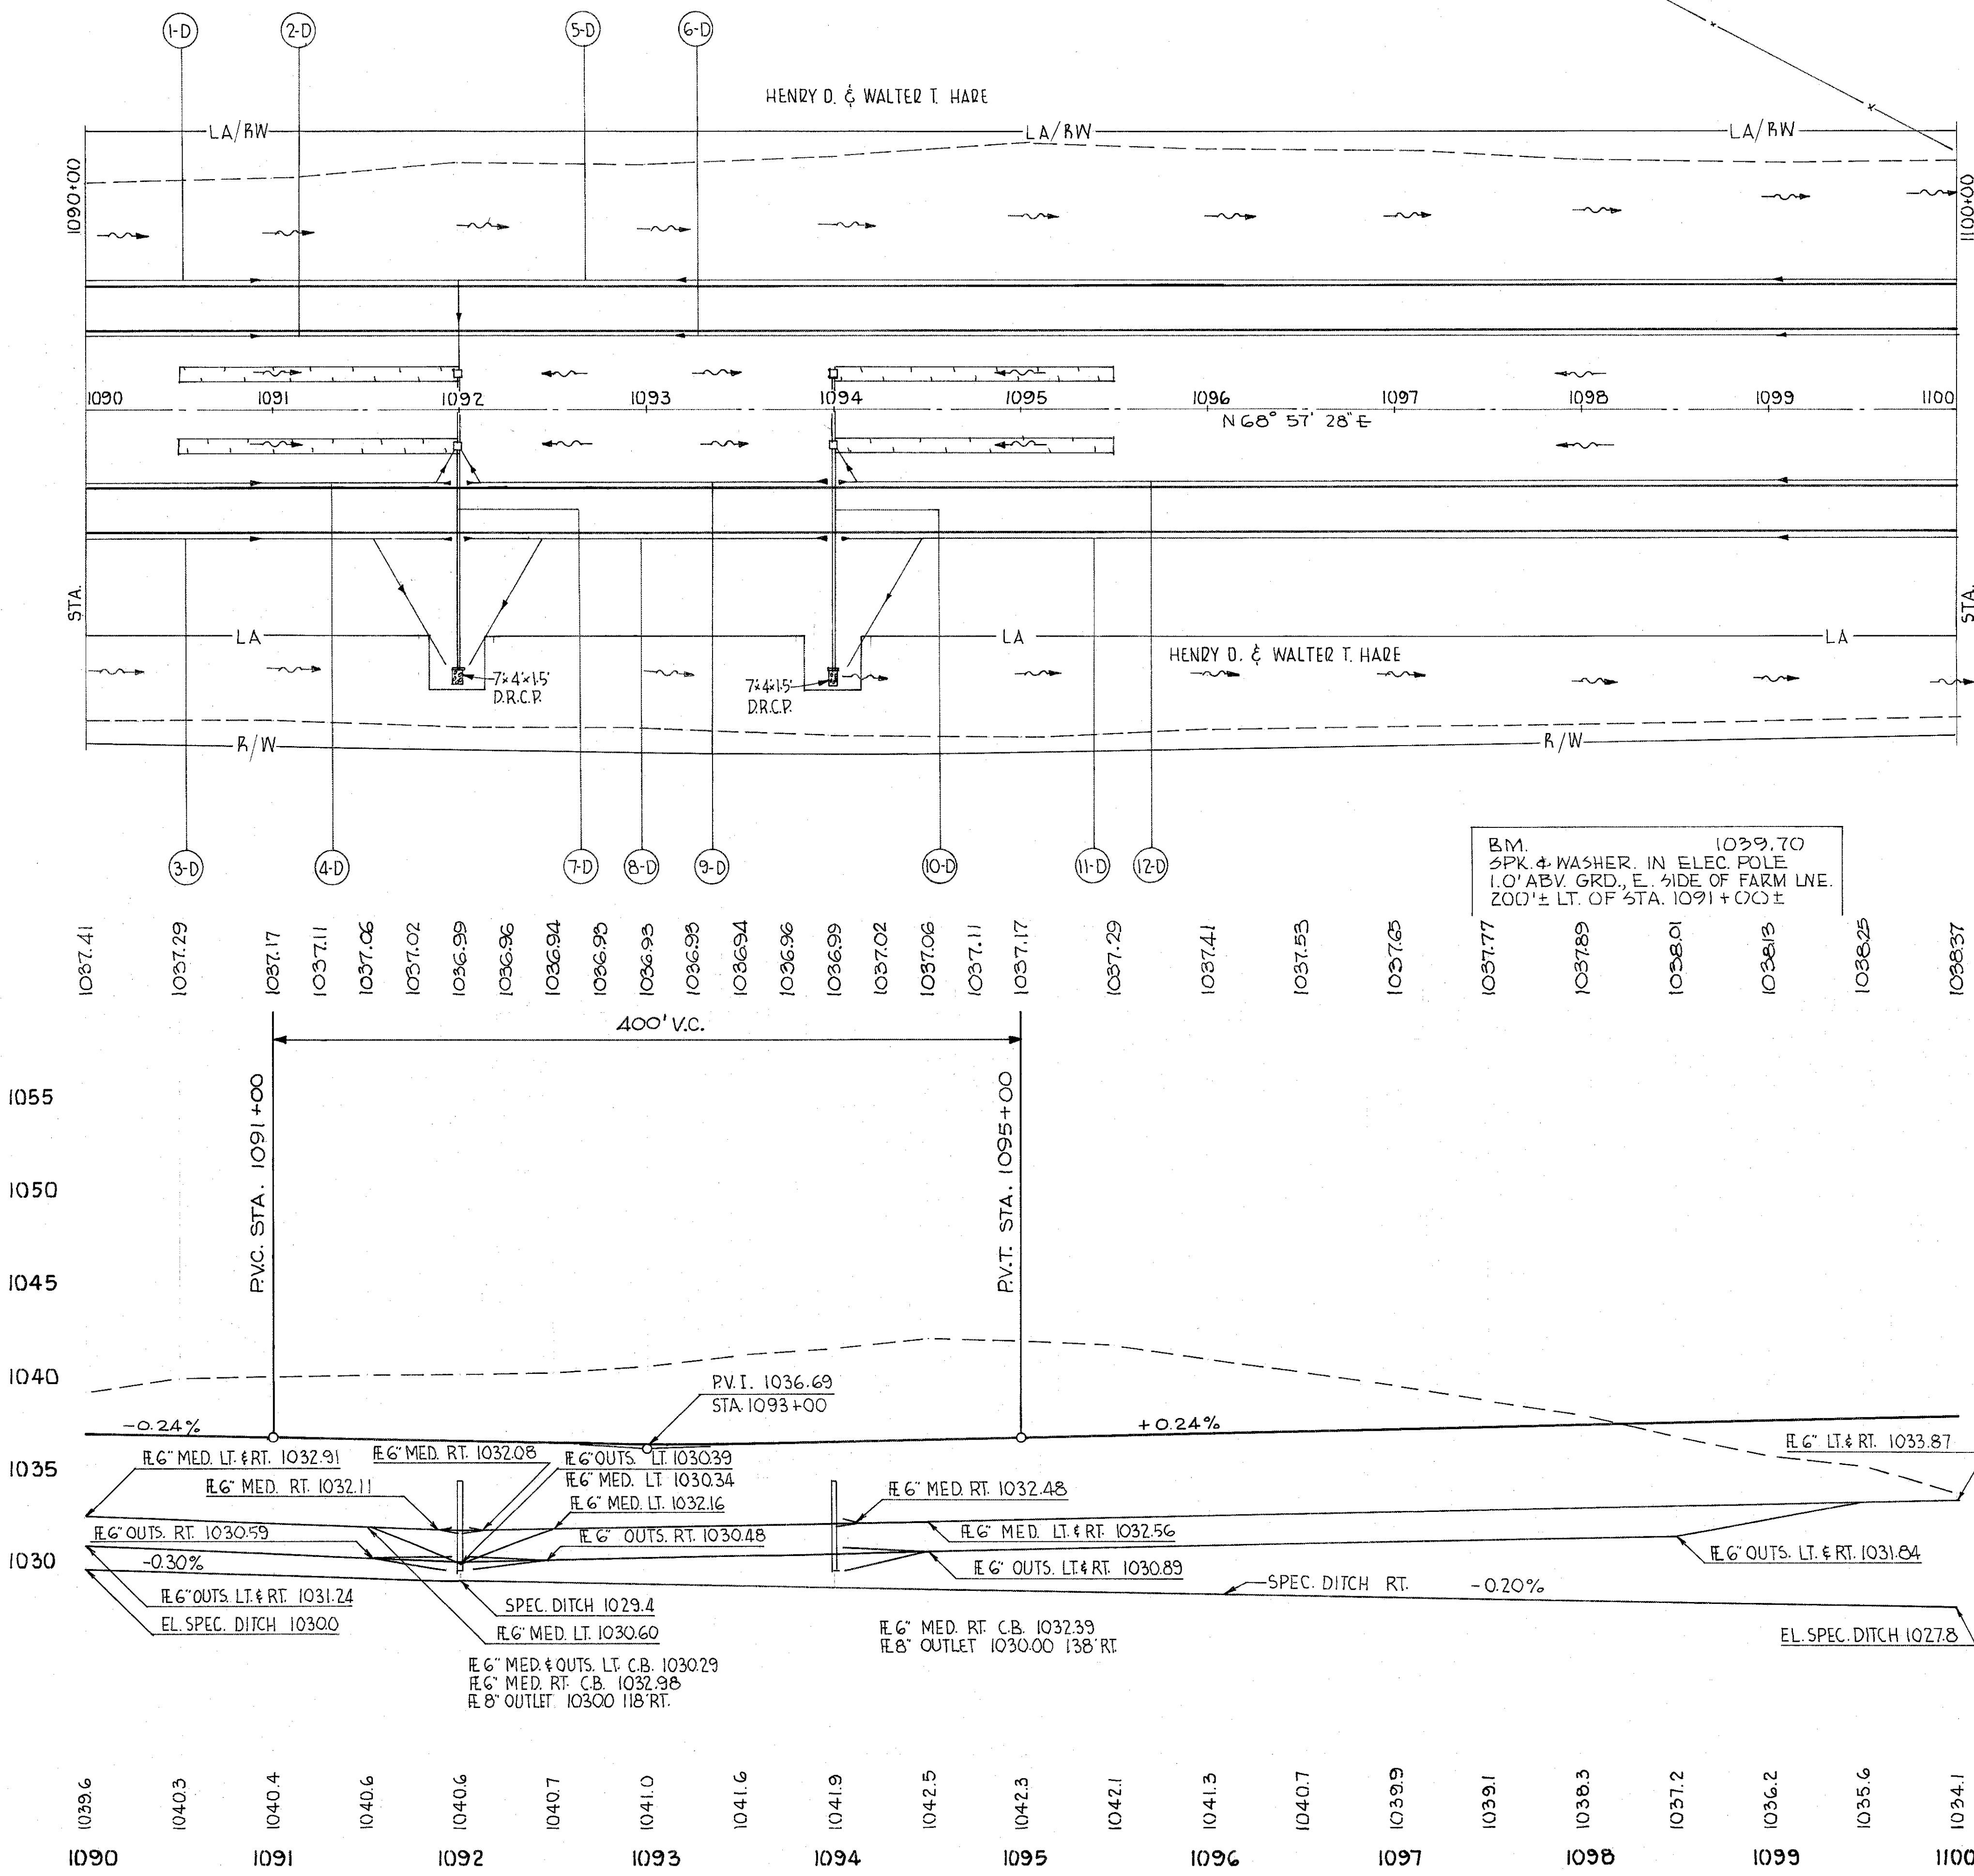 1-D 2-D 5-D 6-D
HENRY D. & WALTER T. HARE
LA/RW LA/RW LA/RW
1090+00
1100+00
1090 1091 1092 1093 1094 1095 1096 1097 1098 1099 1100
N 68° 57' 28" E
STA.
STA.
LA LA LA
HENRY D. & WALTER T. HARE
7'x4'x1.5'
D.R.C.P.
7'x4'x1.5'
D.R.C.P.
R/W R/W
3-D 4-D 7-D 8-D 9-D 10-D 11-D 12-D
BM. 1039.70
SPK. & WASHER. IN ELEC. POLE
1.0' ABV. GRD., E. SIDE OF FARM LNE.
200'± LT. OF STA. 1091+00±
1037.41 1037.29 1037.17 1037.11 1037.06 1037.02 1036.99 1036.96 1036.94 1036.93 1036.93 1036.93 1036.94 1036.96 1036.99 1037.02 1037.06 1037.11 1037.17 1037.29 1037.41 1037.53 1037.65 1037.77 1037.89 1038.01 1038.13 1038.25 1038.37
400' V.C.
P.V.C. STA. 1091+00
P.V.T. STA. 1095+00
1055
1050
1045
1040
1035
1030
P.V.I. 1036.69
STA. 1093+00
-0.24%
+0.24%
FL 6" MED. LT. & RT. 1032.91
FL 6" MED. RT. 1032.08
FL 6" OUTS. LT. 1030.39
FL 6" MED. LT. 1030.34
FL 6" LT. & RT. 1033.87
FL 6" MED. RT. 1032.11
FL 6" MED. LT. 1032.16
FL 6" MED. RT. 1032.48
FL 6" OUTS. RT. 1030.59
FL 6" OUTS. RT. 1030.48
FL 6" MED. LT. & RT. 1032.56
-0.30%
FL 6" OUTS. LT. & RT. 1030.89
FL 6" OUTS. LT. & RT. 1031.84
FL 6" OUTS. LT. & RT. 1031.24
SPEC. DITCH 1029.4
SPEC. DITCH RT. -0.20%
EL. SPEC. DITCH 1030.0
FL 6" MED. LT. 1030.60
EL. SPEC. DITCH 1027.8
FL 6" MED. RT. C.B. 1032.39
FL 8" OUTLET 1030.00 138' RT.
FL 6" MED. & OUTS. LT. C.B. 1030.29
FL 6" MED. RT. C.B. 1032.98
FL 8" OUTLET 1030.0 118' RT.
1039.6 1040.3 1040.4 1040.6 1040.6 1040.7 1041.0 1041.6 1041.9 1042.5 1042.3 1042.1 1041.3 1040.7 1039.9 1039.1 1038.3 1037.2 1036.2 1035.6 1034.1
1090 1091 1092 1093 1094 1095 1096 1097 1098 1099 1100